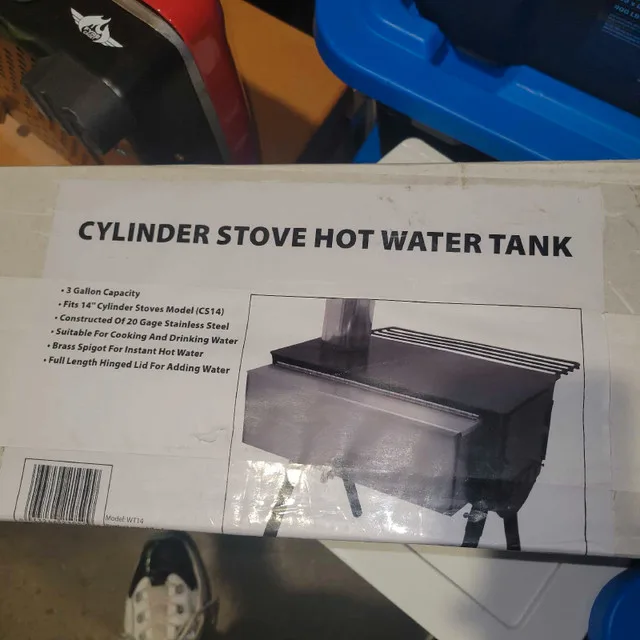 CYLINDER STOVE HOT WATER TANK
• 3 Gallon Capacity
• Fits 14" Cylinder Stoves Model (CS14)
• Constructed Of 20 Gage Stainless Steel
• Suitable For Cooking And Drinking Water
• Brass Spigot For Instant Hot Water
• Full Length Hinged Lid For Adding Water
Model: WT14